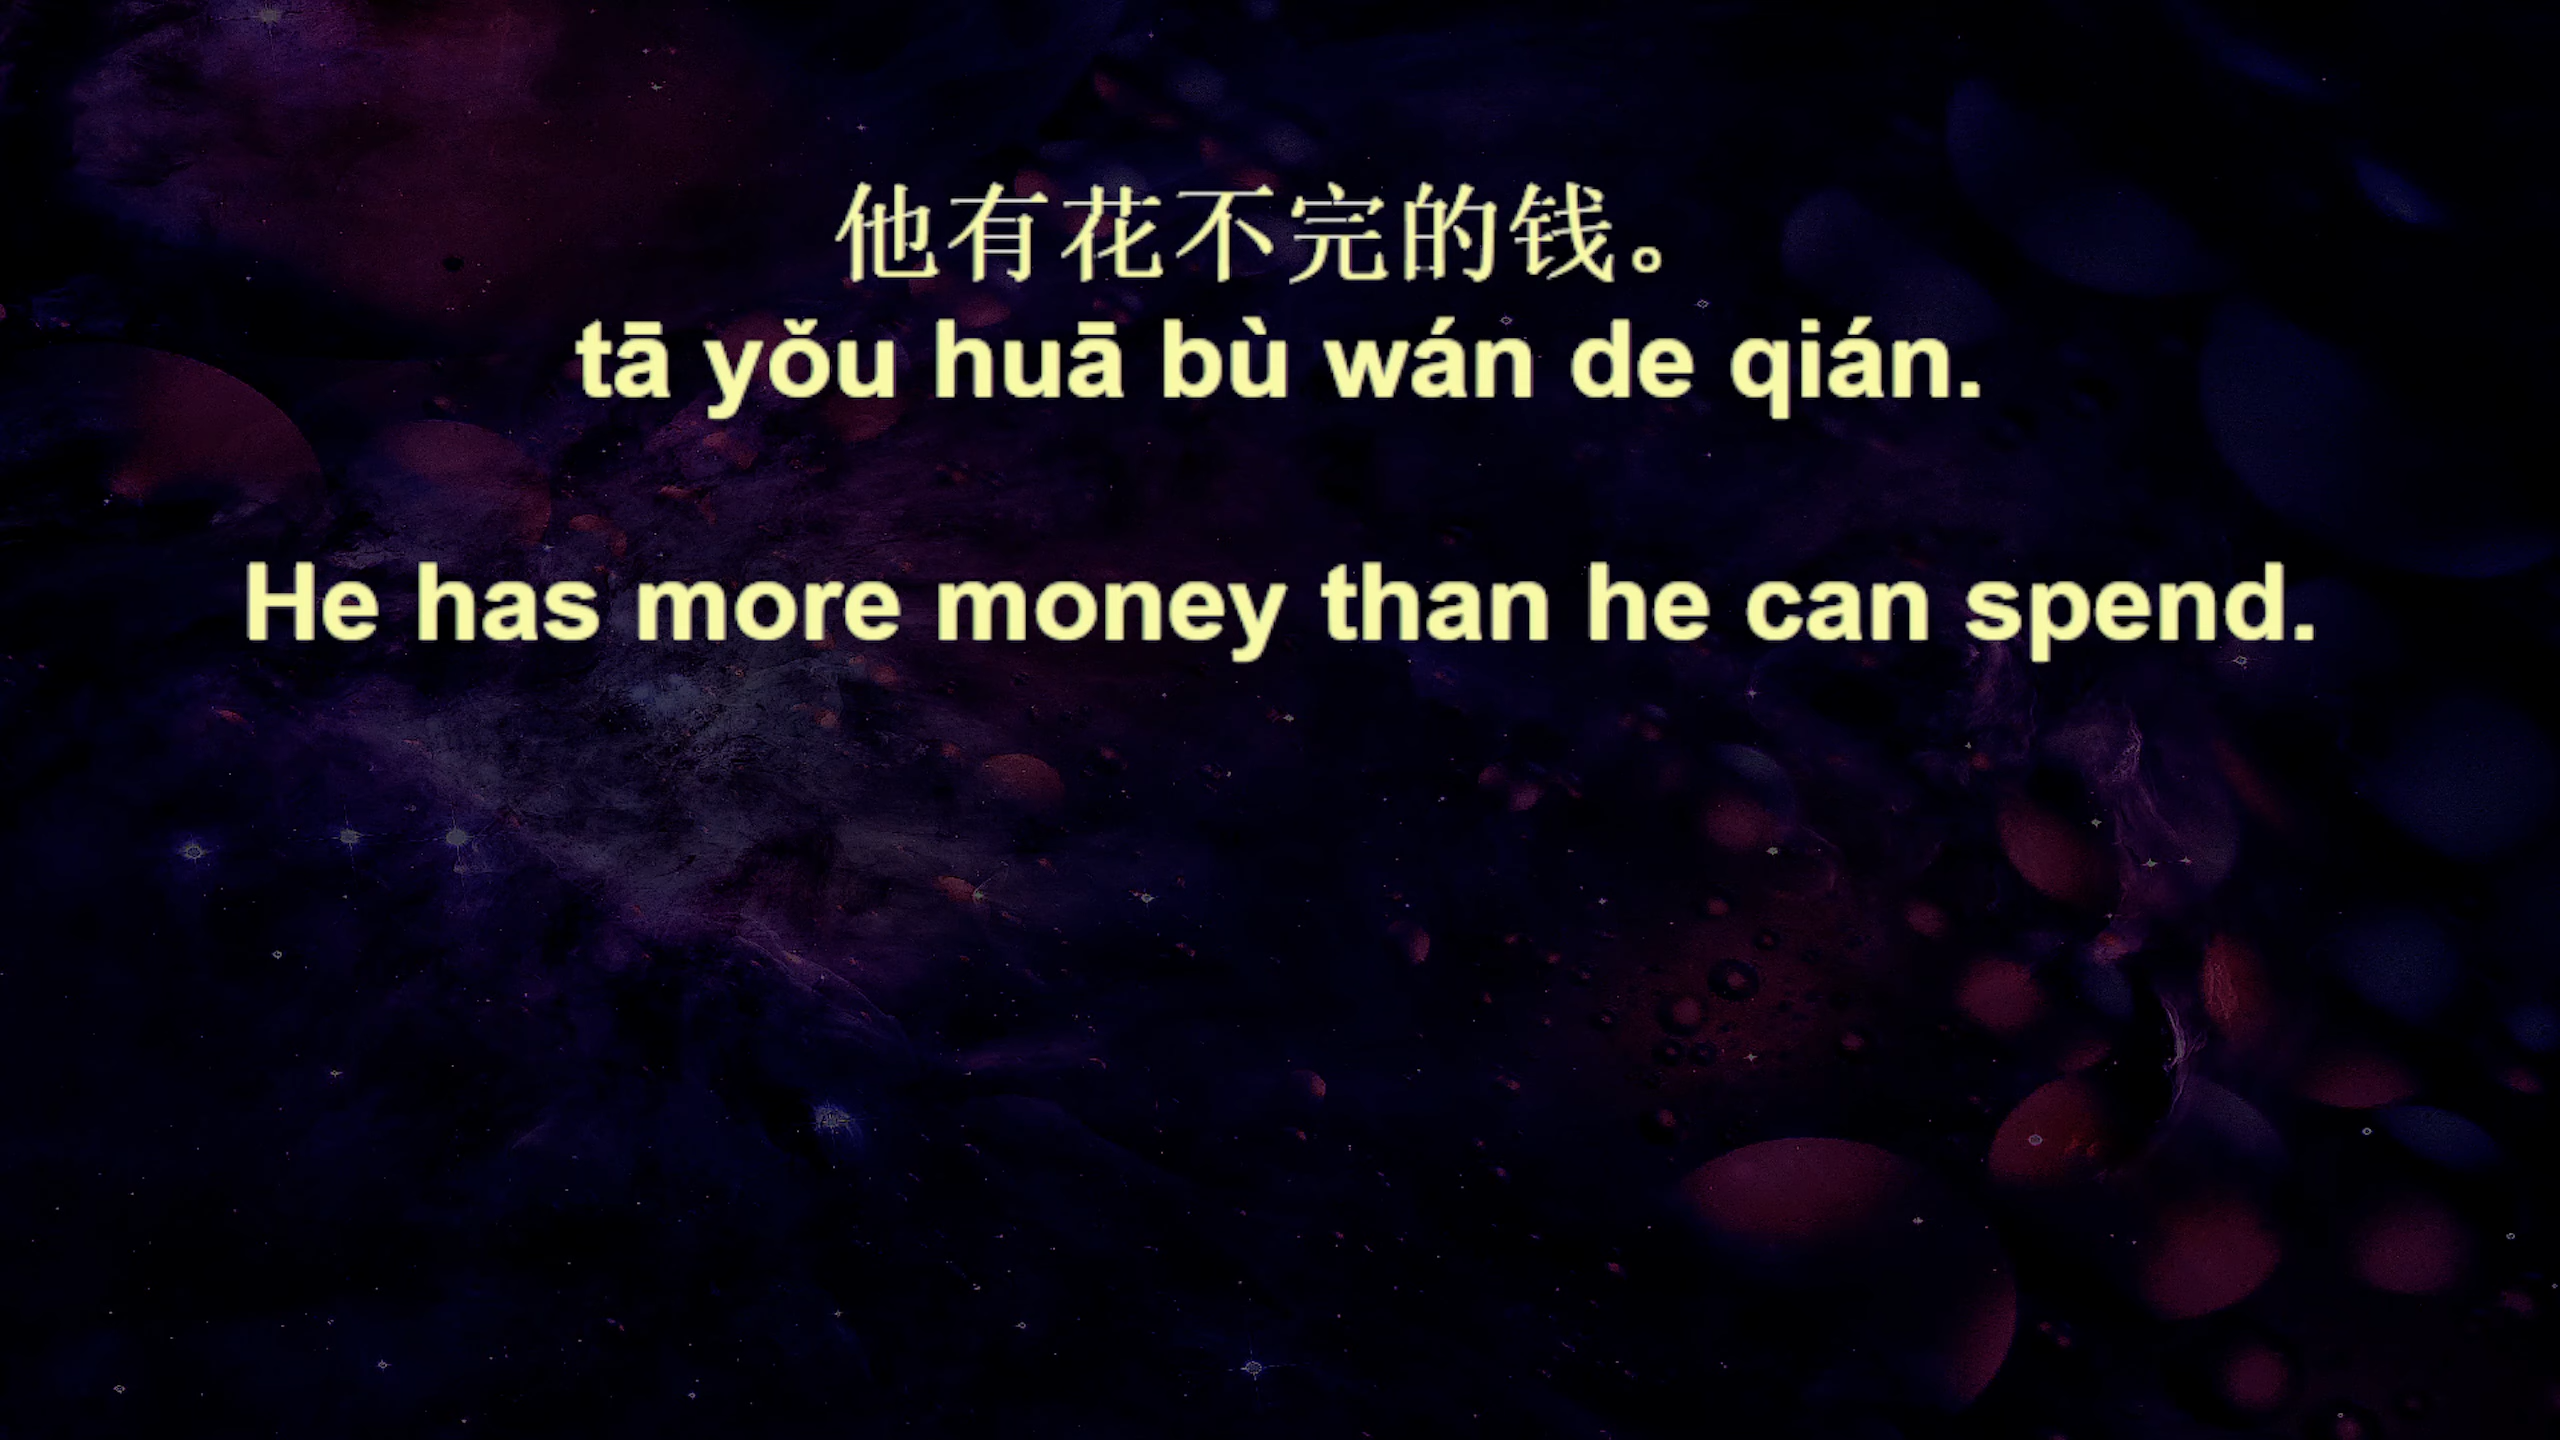 他有花不完的钱。
tā yǒu huā bù wán de qián.
He has more money than he can spend.